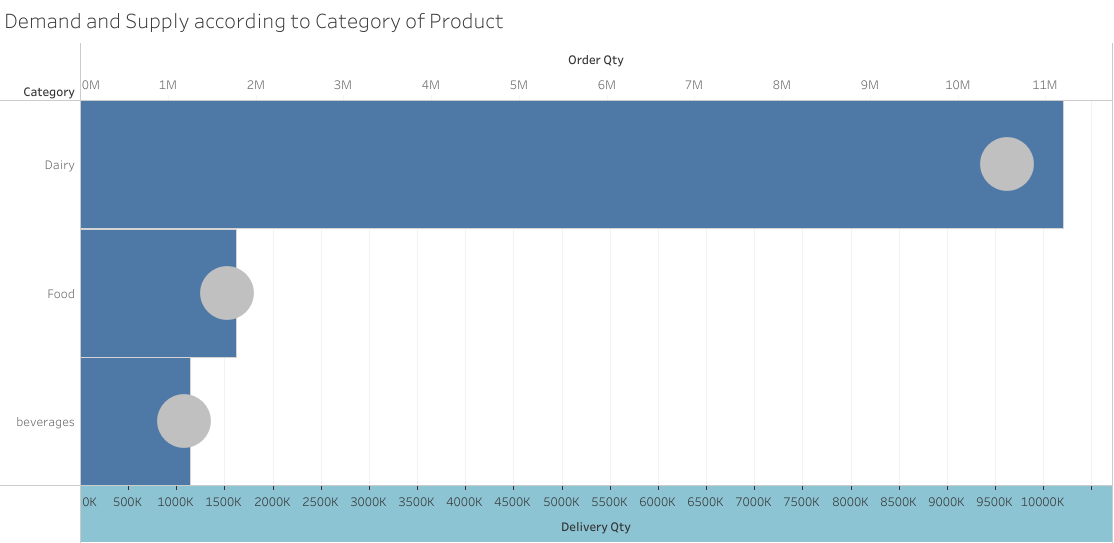 Demand and Supply according to Category of Product
Order Qty
Category
0M 1M 2M 3M 4M 5M 6M 7M 8M 9M 10M 11M
Dairy
Food
beverages
0K 500K 1000K 1500K 2000K 2500K 3000K 3500K 4000K 4500K 5000K 5500K 6000K 6500K 7000K 7500K 8000K 8500K 9000K 9500K 10000K
Delivery Qty